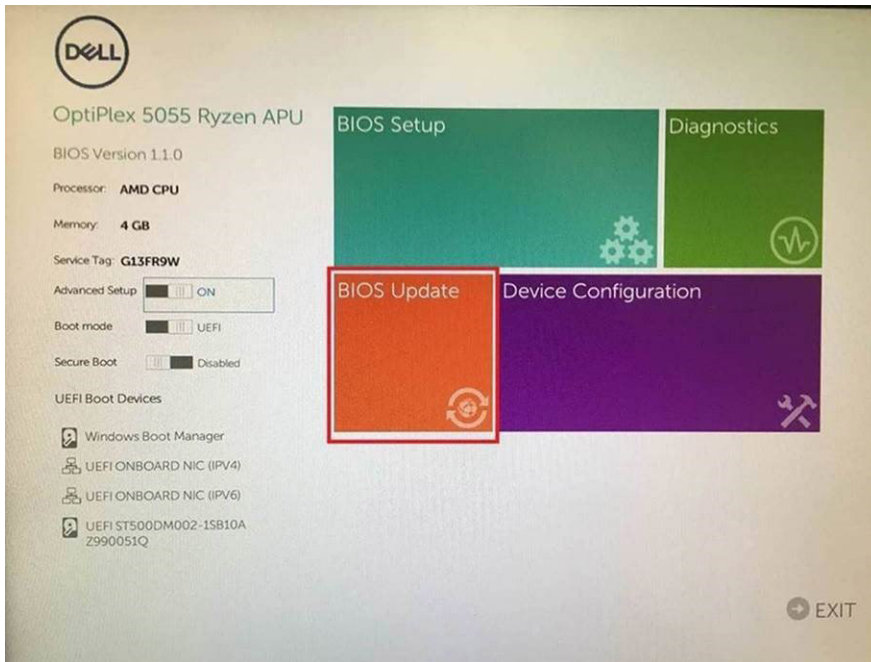 DELL
OptiPlex 5055 Ryzen APU
BIOS Version 1.1.0
Processor: AMD CPU
Memory: 4 GB
Service Tag: G13FR9W
Advanced Setup ON
Boot mode UEFI
Secure Boot Disabled
UEFI Boot Devices
Windows Boot Manager
UEFI ONBOARD NIC (IPV4)
UEFI ONBOARD NIC (IPV6)
UEFI ST500DM002-1SB10A
Z990051Q
BIOS Setup
Diagnostics
BIOS Update
Device Configuration
EXIT